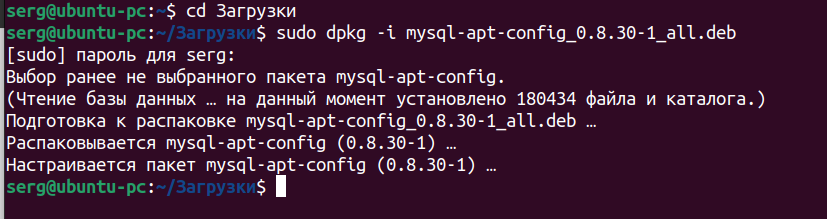 serg@ubuntu-pc:~$ cd Загрузки
serg@ubuntu-pc:~/Загрузки$ sudo dpkg -i mysql-apt-config_0.8.30-1_all.deb
[sudo] пароль для serg:
Выбор ранее не выбранного пакета mysql-apt-config.
(Чтение базы данных … на данный момент установлено 180434 файла и каталога.)
Подготовка к распаковке mysql-apt-config_0.8.30-1_all.deb …
Распаковывается mysql-apt-config (0.8.30-1) …
Настраивается пакет mysql-apt-config (0.8.30-1) …
serg@ubuntu-pc:~/Загрузки$